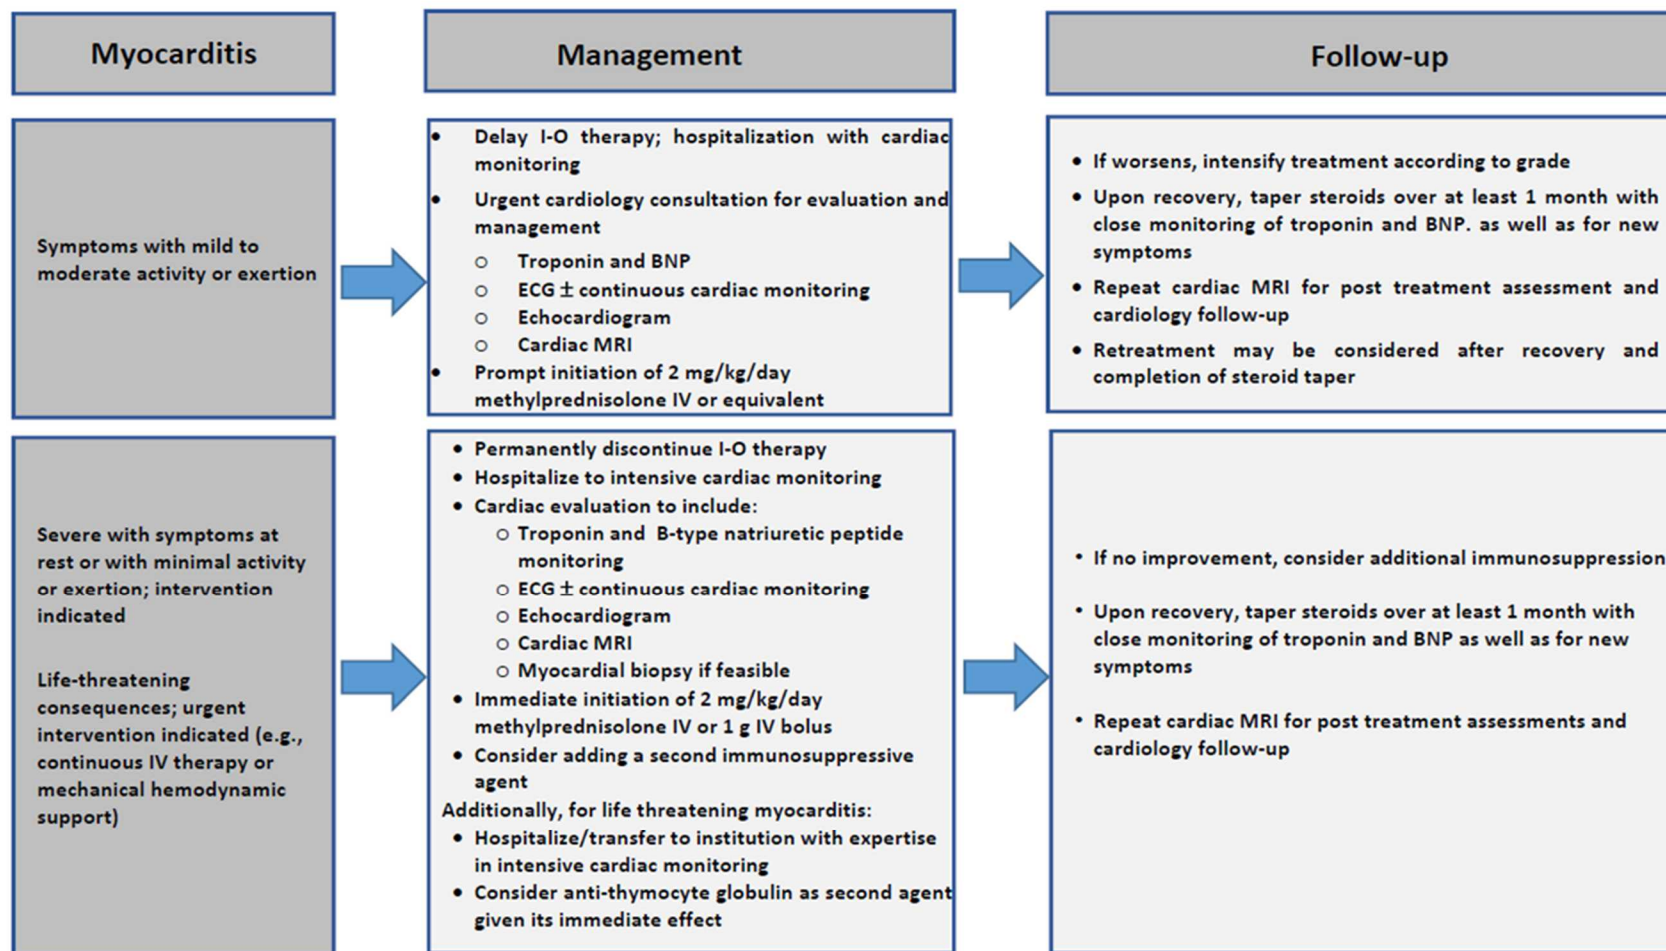 Myocarditis
Management
Follow-up
Symptoms with mild to
moderate activity or exertion
• Delay I-O therapy; hospitalization with cardiac
monitoring
• Urgent cardiology consultation for evaluation and
management
o Troponin and BNP
o ECG ± continuous cardiac monitoring
o Echocardiogram
o Cardiac MRI
• Prompt initiation of 2 mg/kg/day
methylprednisolone IV or equivalent
• If worsens, intensify treatment according to grade
• Upon recovery, taper steroids over at least 1 month with
close monitoring of troponin and BNP. as well as for new
symptoms
• Repeat cardiac MRI for post treatment assessment and
cardiology follow-up
• Retreatment may be considered after recovery and
completion of steroid taper
Severe with symptoms at
rest or with minimal activity
or exertion; intervention
indicated
Life-threatening
consequences; urgent
intervention indicated (e.g.,
continuous IV therapy or
mechanical hemodynamic
support)
• Permanently discontinue I-O therapy
• Hospitalize to intensive cardiac monitoring
• Cardiac evaluation to include:
o Troponin and B-type natriuretic peptide
monitoring
o ECG ± continuous cardiac monitoring
o Echocardiogram
o Cardiac MRI
o Myocardial biopsy if feasible
• Immediate initiation of 2 mg/kg/day
methylprednisolone IV or 1 g IV bolus
• Consider adding a second immunosuppressive
agent
Additionally, for life threatening myocarditis:
• Hospitalize/transfer to institution with expertise
in intensive cardiac monitoring
• Consider anti-thymocyte globulin as second agent
given its immediate effect
• If no improvement, consider additional immunosuppression
• Upon recovery, taper steroids over at least 1 month with
close monitoring of troponin and BNP as well as for new
symptoms
• Repeat cardiac MRI for post treatment assessments and
cardiology follow-up